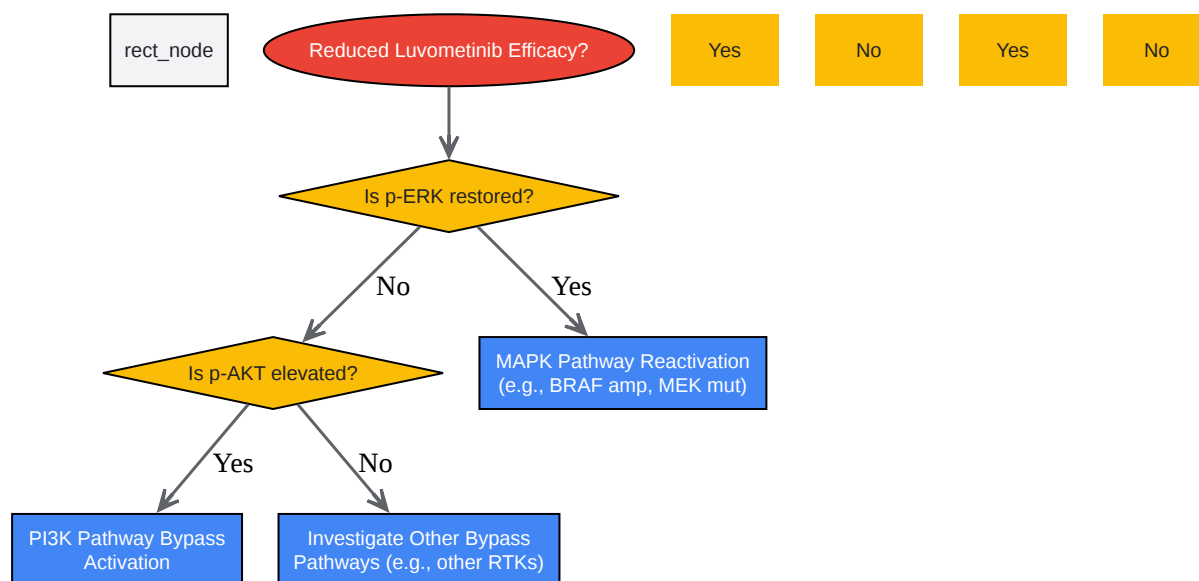 rect_node
Reduced Luvometinib Efficacy?
Yes
No
Yes
No
Is p-ERK restored?
No
Yes
Is p-AKT elevated?
MAPK Pathway Reactivation
(e.g., BRAF amp, MEK mut)
Yes
No
PI3K Pathway Bypass
Activation
Investigate Other Bypass
Pathways (e.g., other RTKs)